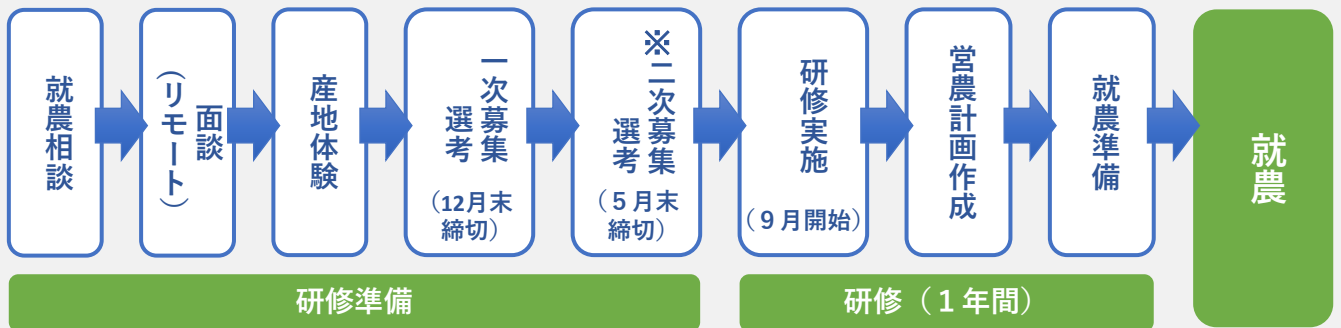 就農相談
面談
(リモート)
産地体験
一次募集
選考
（12月末
締切）
※二次募集
選考
（５月末
締切）
研修実施
（９月開始）
営農計画作成
就農準備
就農
研修準備
研修（１年間）